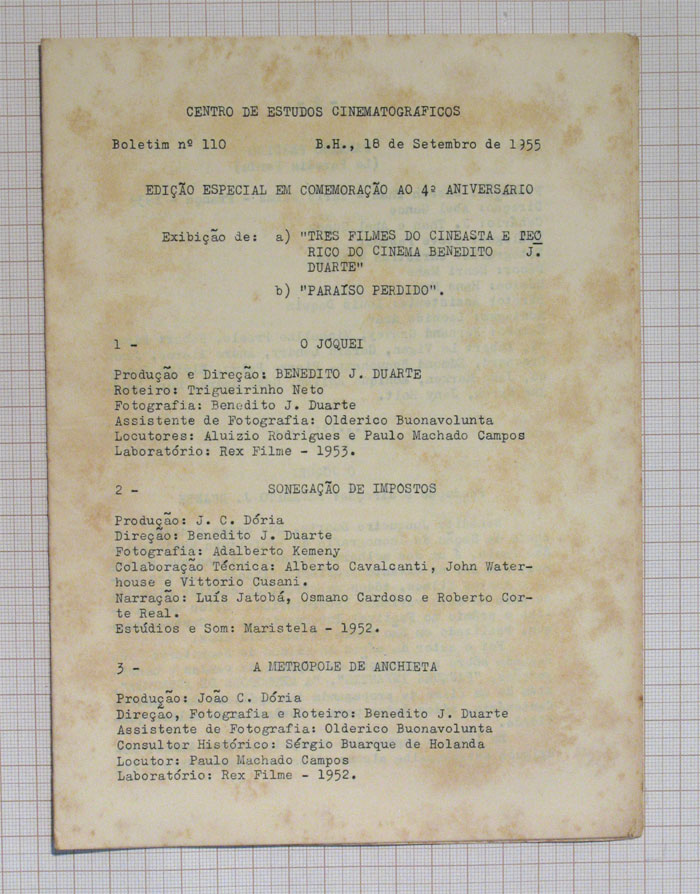 CENTRO DE ESTUDOS CINEMATOGRÁFICOS
Boletim nº 110 B.H., 18 de Setembro de 1955
EDIÇÃO ESPECIAL EM COMEMORAÇÃO AO 4º ANIVERSÁRIO
Exibição de: a) "TRES FILMES DO CINEASTA E TEO
RICO DO CINEMA BENEDITO J.
DUARTE"
b) "PARAÍSO PERDIDO".
1 - O JÓQUEI
Produção e Direção: BENEDITO J. DUARTE
Roteiro: Trigueirinho Neto
Fotografia: Benedito J. Duarte
Assistente de Fotografia: Olderico Buonavolunta
Locutores: Aluizio Rodrigues e Paulo Machado Campos
Laboratório: Rex Filme - 1953.
2 - SONEGAÇÃO DE IMPOSTOS
Produção: J. C. Dória
Direção: Benedito J. Duarte
Fotografia: Adalberto Kemeny
Colaboração Técnica: Alberto Cavalcanti, John Water-
house e Vittorio Cusani.
Narração: Luís Jatobá, Osmano Cardoso e Roberto Cor-
te Real.
Estúdios e Som: Maristela - 1952.
3 - A METRÓPOLE DE ANCHIETA
Produção: João C. Dória
Direção, Fotografia e Roteiro: Benedito J. Duarte
Assistente de Fotografia: Olderico Buonavolunta
Consultor Histórico: Sérgio Buarque de Holanda
Locutor: Paulo Machado Campos
Laboratório: Rex Filme - 1952.